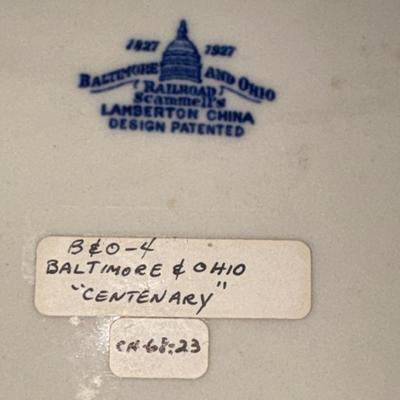 1827 1927
BALTIMORE AND OHIO
RAILROAD
Scammell's
LAMBERTON CHINA
DESIGN PATENTED
B&O-4
BALTIMORE & OHIO
"CENTENARY"
CN-68:23